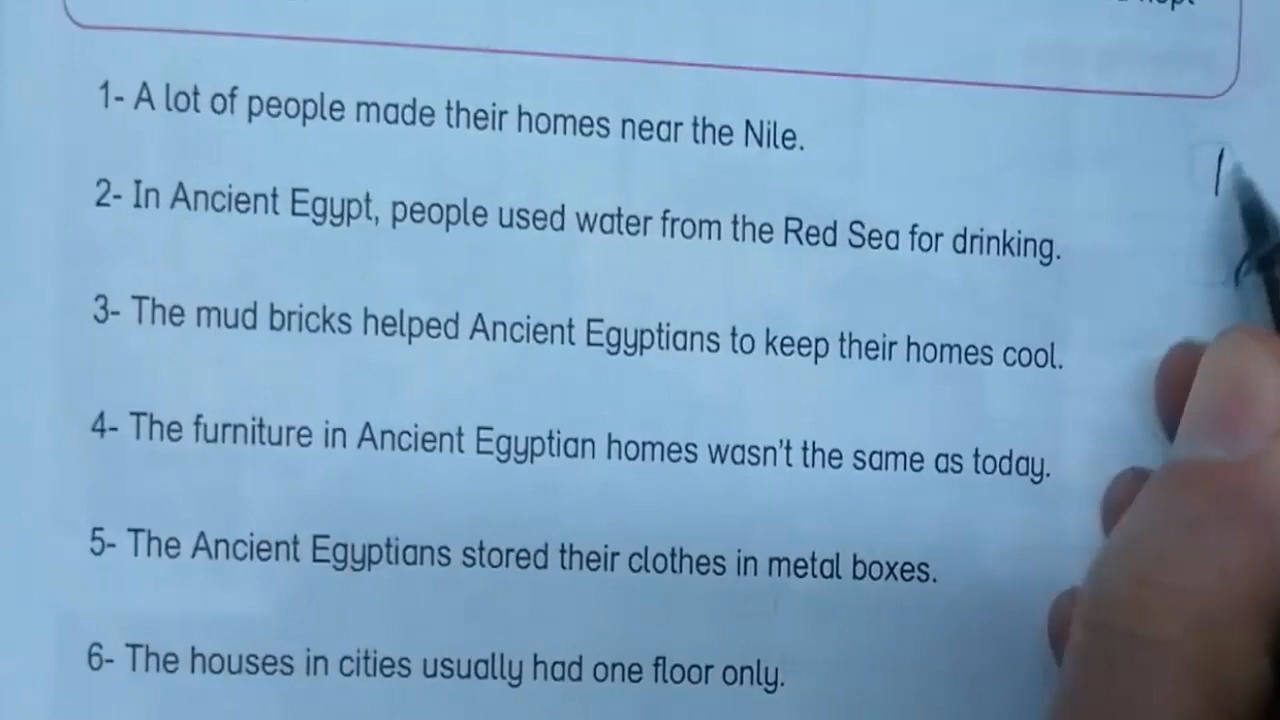 1- A lot of people made their homes near the Nile.
2- In Ancient Egypt, people used water from the Red Sea for drinking.
3- The mud bricks helped Ancient Egyptians to keep their homes cool.
4- The furniture in Ancient Egyptian homes wasn't the same as today.
5- The Ancient Egyptians stored their clothes in metal boxes.
6- The houses in cities usually had one floor only.